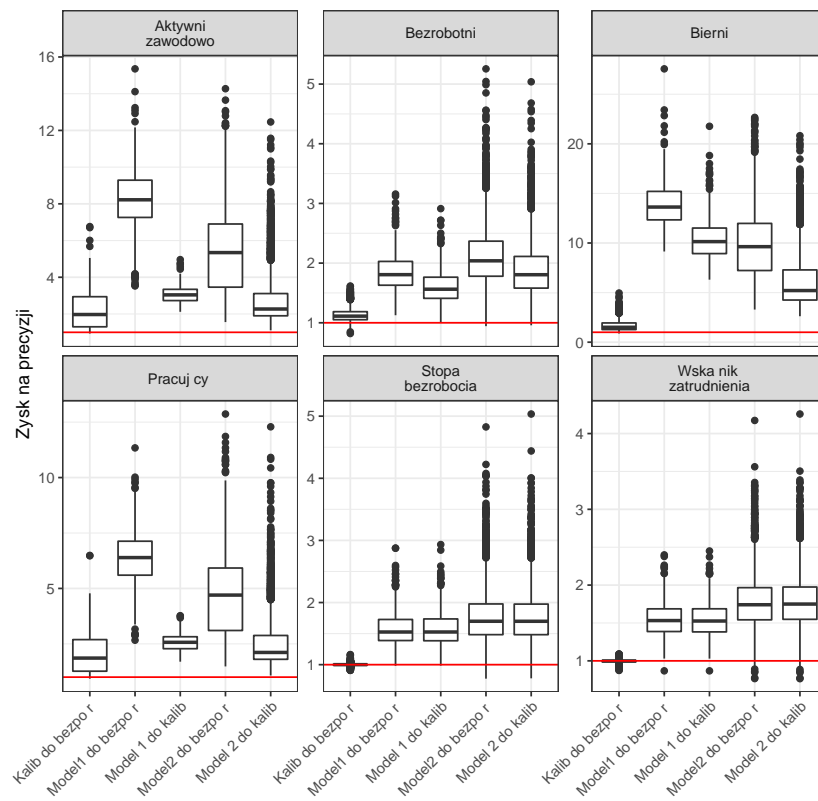 Aktywni
zawodowo
Bezrobotni
Bierni
16
12
8
4
5
4
3
2
1
20
10
0
Zysk na precyzji
Pracuj cy
Stopa
bezrobocia
Wska nik
zatrudnienia
10
5
5
4
3
2
1
4
3
2
1
Kalib do bezpo r
Model1 do bezpo r
Model 1 do kalib
Model2 do bezpo r
Model 2 do kalib
Kalib do bezpo r
Model1 do bezpo r
Model 1 do kalib
Model2 do bezpo r
Model 2 do kalib
Kalib do bezpo r
Model1 do bezpo r
Model 1 do kalib
Model2 do bezpo r
Model 2 do kalib